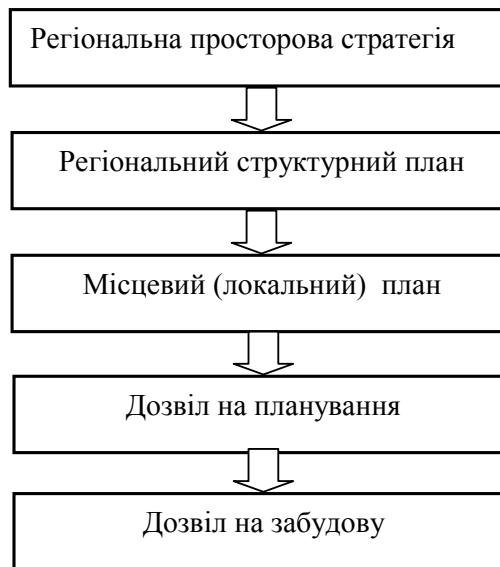 Регіональна просторова стратегія
Регіональний структурний план
Місцевий (локальний) план
Дозвіл на планування
Дозвіл на забудову